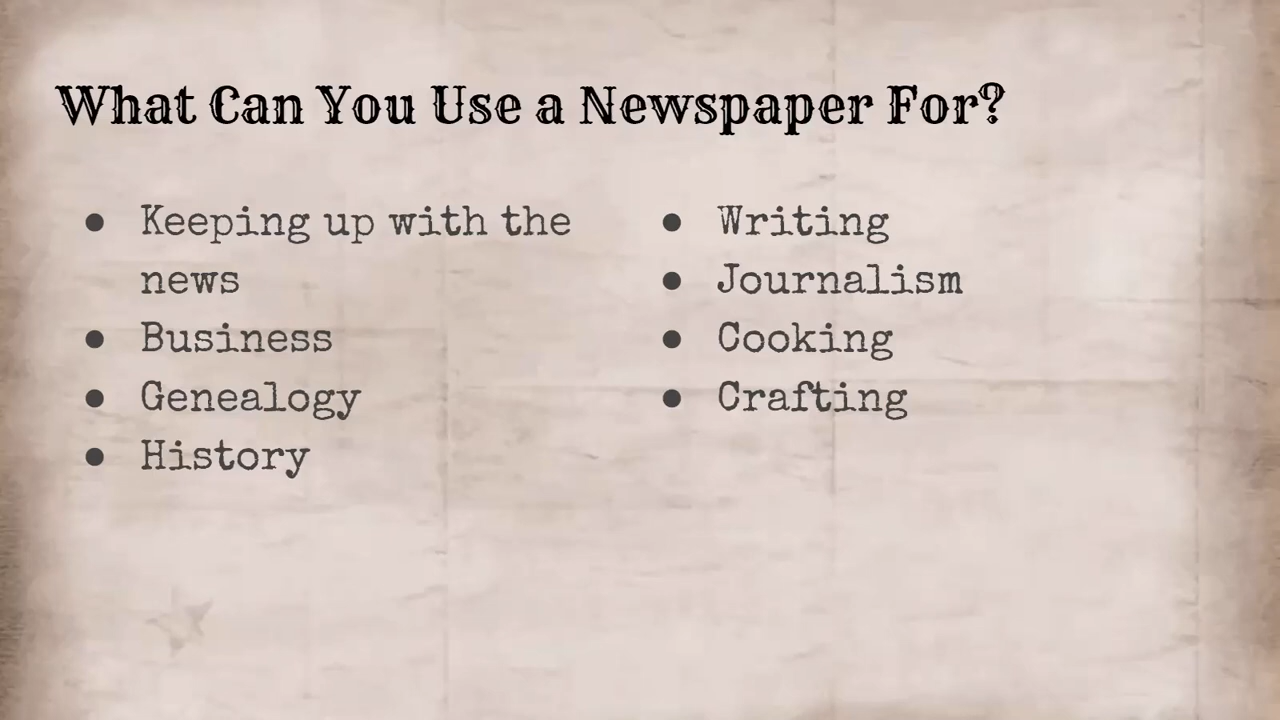 What Can You Use a Newspaper For?
● Keeping up with the
news
● Business
● Genealogy
● History
● Writing
● Journalism
● Cooking
● Crafting